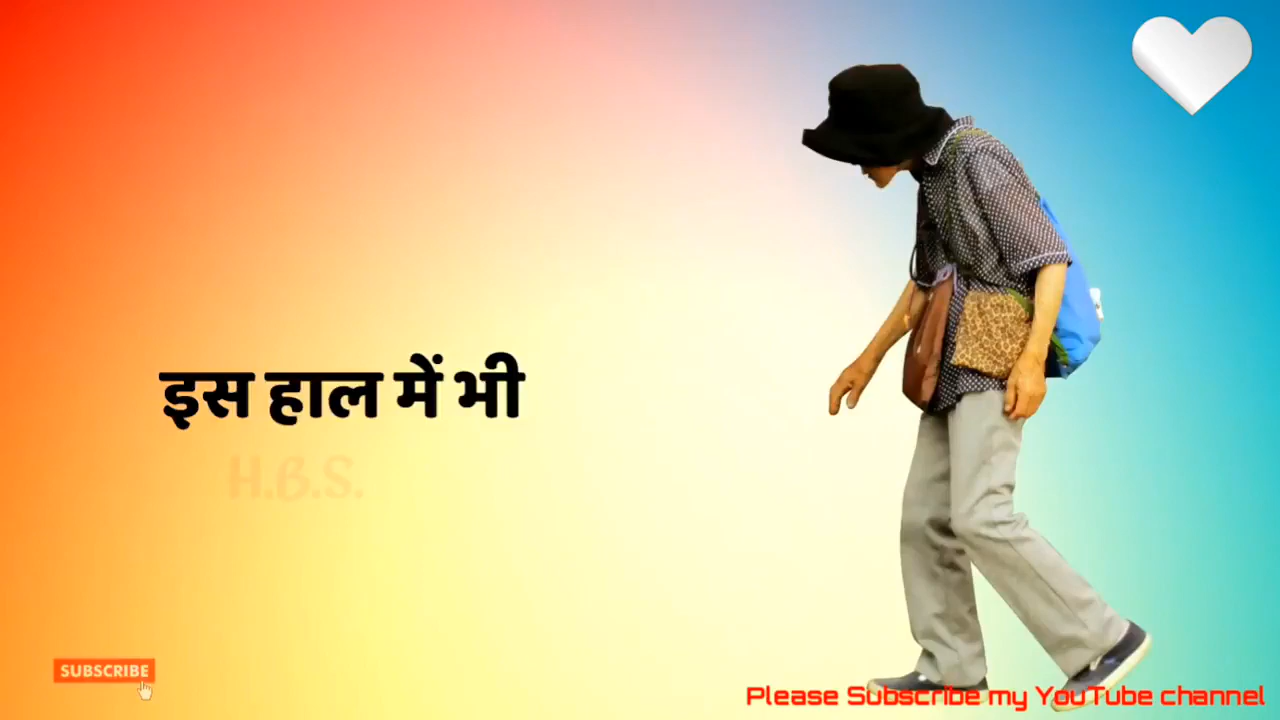 इस हाल में भी
H.B.S.
SUBSCRIBE
Please Subscribe my YouTube channel